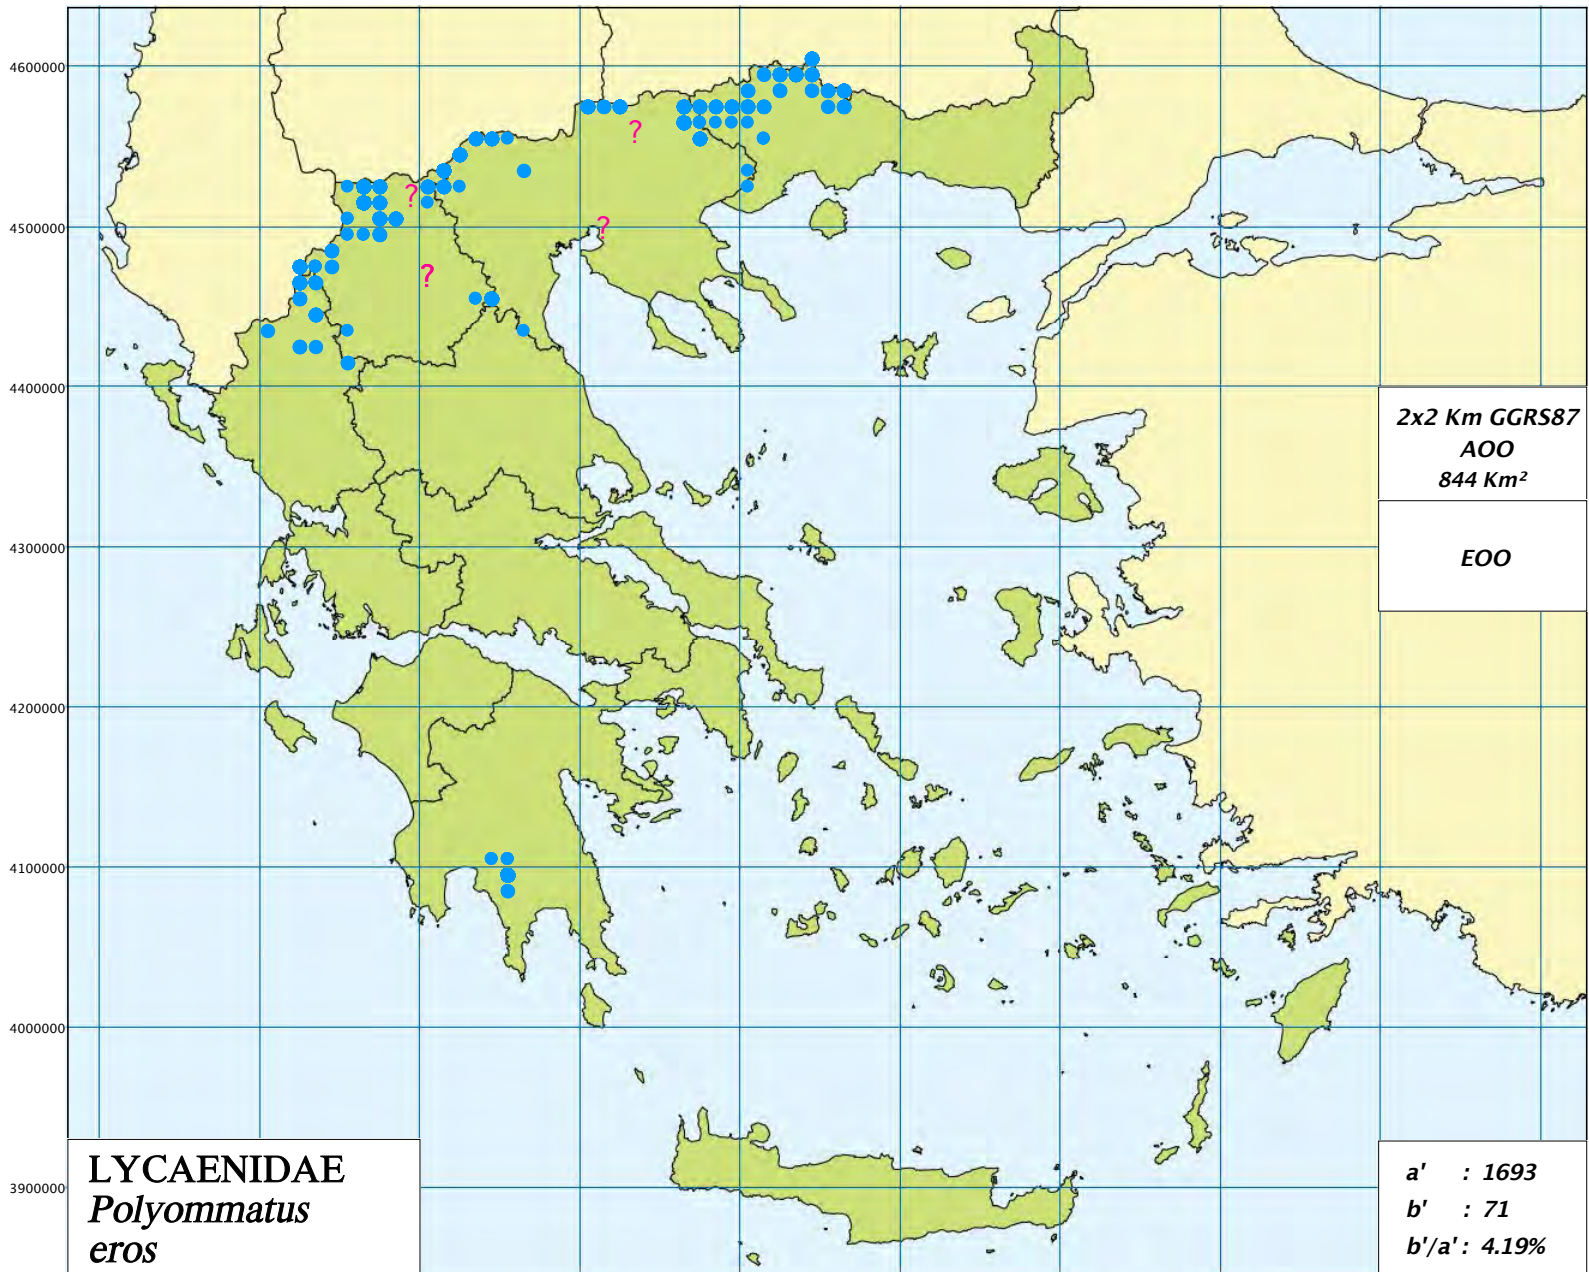 4600000
?
?
4500000
?
?
4400000
2x2 Km GGRS87
AOO
844 Km²
4300000
EOO
4200000
4100000
4000000
3900000
LYCAENIDAE
Polyommatus
eros
a' : 1693
b' : 71
b'/a' : 4.19%